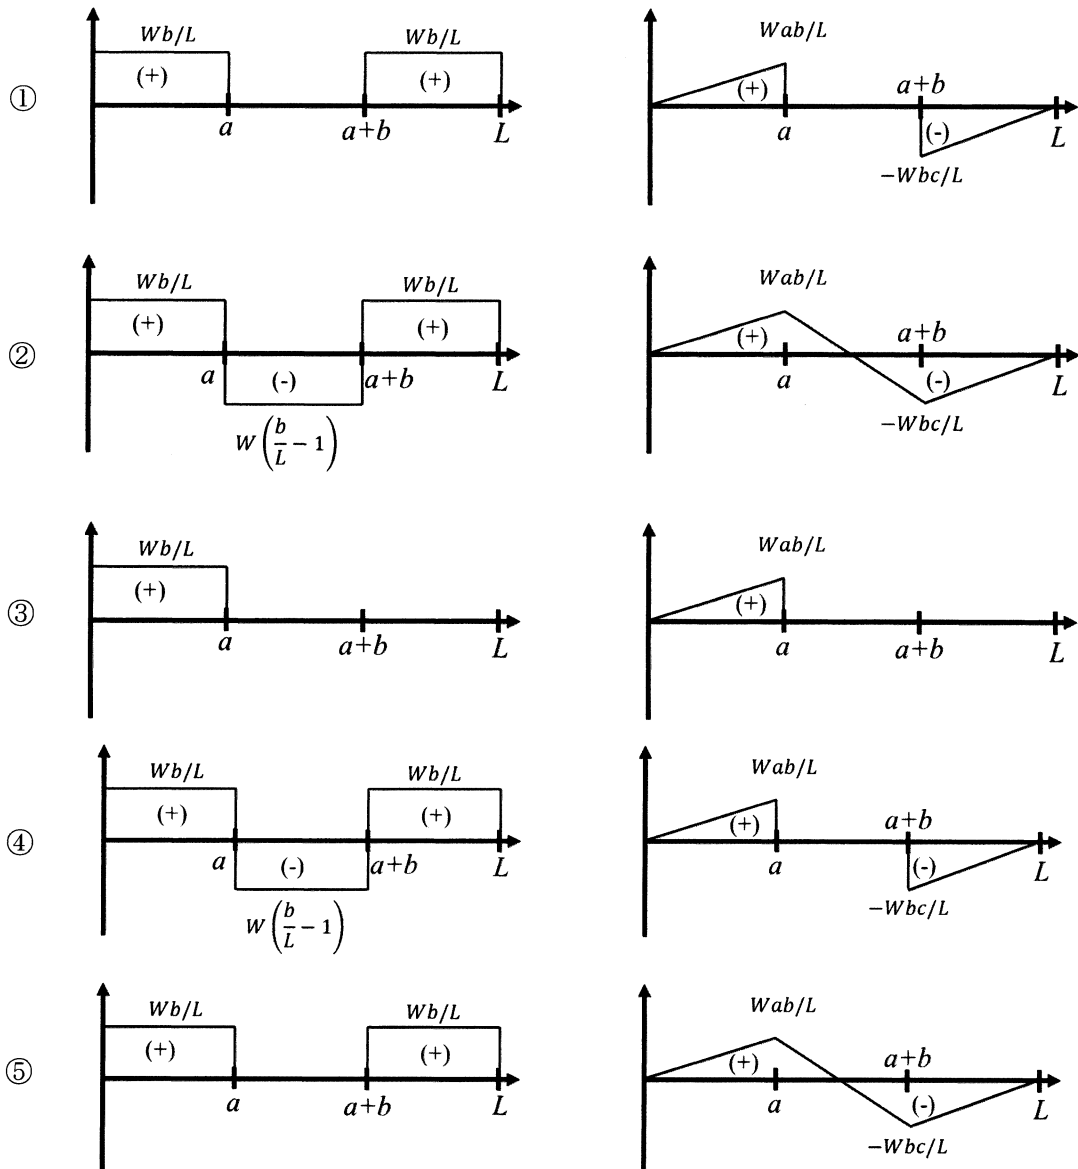 ①
Wb/L Wb/L
(+) (+)
a a+b L
Wab/L
(+) a+b
a (-) L
−Wbc/L
②
Wb/L Wb/L
(+) (+)
a (-) a+b L
W(b/L − 1)
Wab/L
(+) a+b
a (-) L
−Wbc/L
③
Wb/L
(+)
a a+b L
Wab/L
(+)
a a+b L
④
Wb/L Wb/L
(+) (+)
a (-) a+b L
W(b/L − 1)
Wab/L
(+) a+b
a (-) L
−Wbc/L
⑤
Wb/L Wb/L
(+) (+)
a a+b L
Wab/L
(+) a+b
a (-) L
−Wbc/L